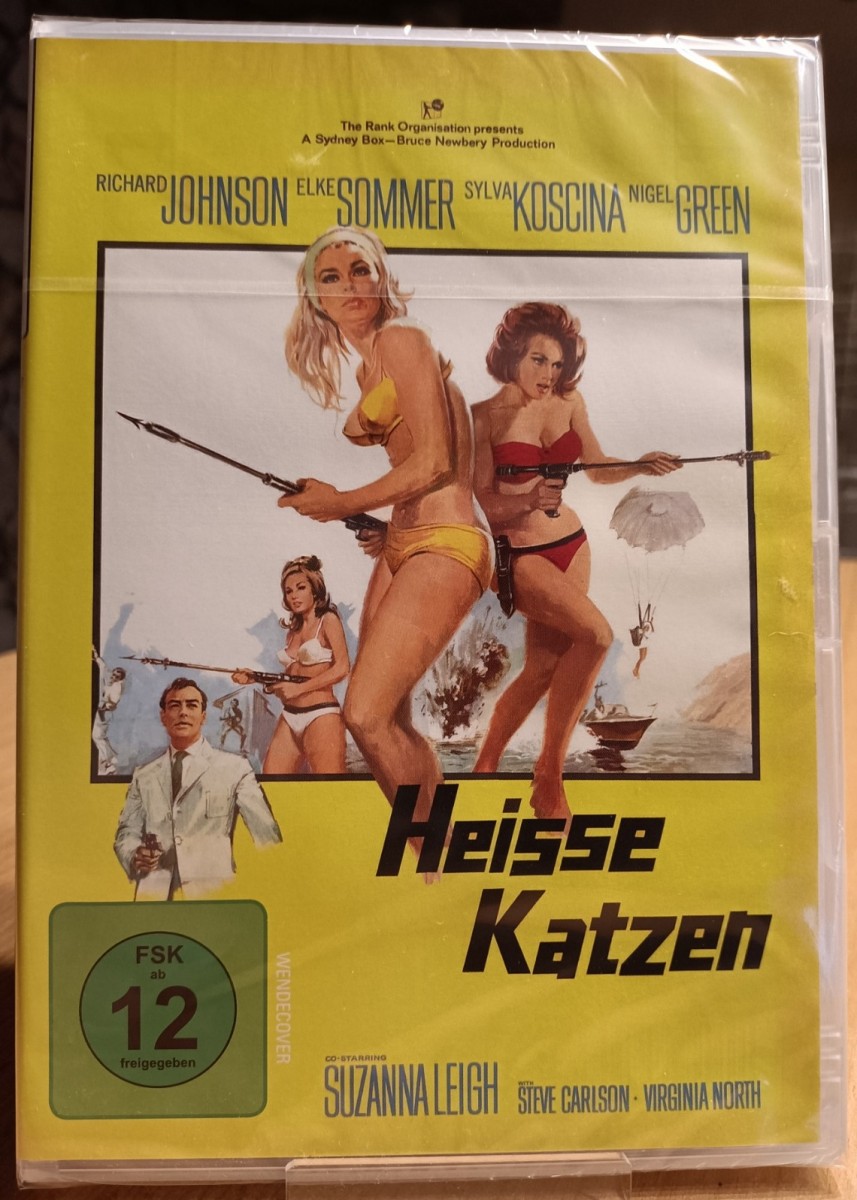 The Rank Organisation presents
A Sydney Box—Bruce Newbery Production
RICHARD JOHNSON ELKE SOMMER SYLVA KOSCINA NIGEL GREEN
Heisse
Katzen
FSK
ab
12
freigegeben
WENDECOVER
CO-STARRING
SUZANNA LEIGH WITH STEVE CARLSON · VIRGINIA NORTH